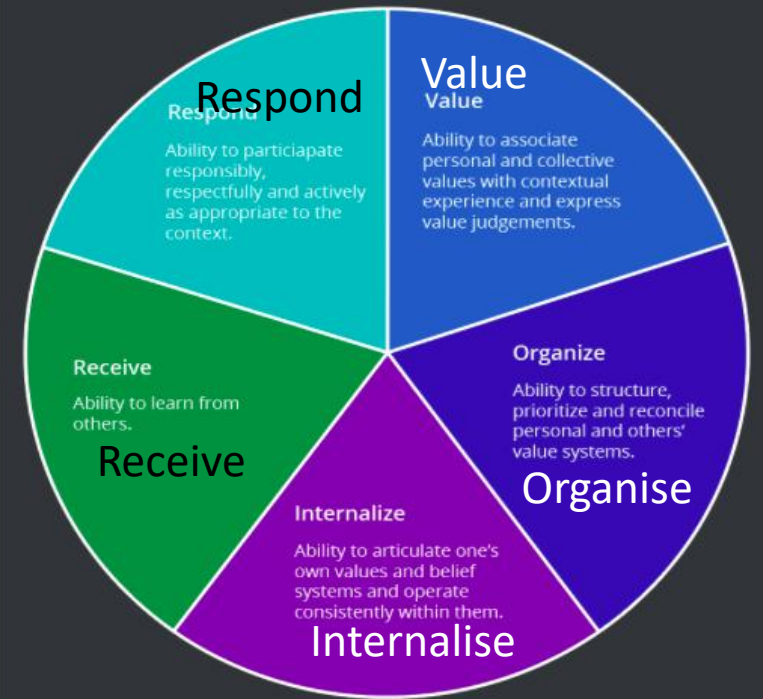 Respond
Respond
Ability to particiapate
responsibly,
respectfully and actively
as appropriate to the
context.
Value
Value
Ability to associate
personal and collective
values with contextual
experience and express
value judgements.
Receive
Ability to learn from
others.
Receive
Organize
Ability to structure,
prioritize and reconcile
personal and others’
value systems.
Organise
Internalize
Ability to articulate one’s
own values and belief
systems and operate
consistently within them.
Internalise